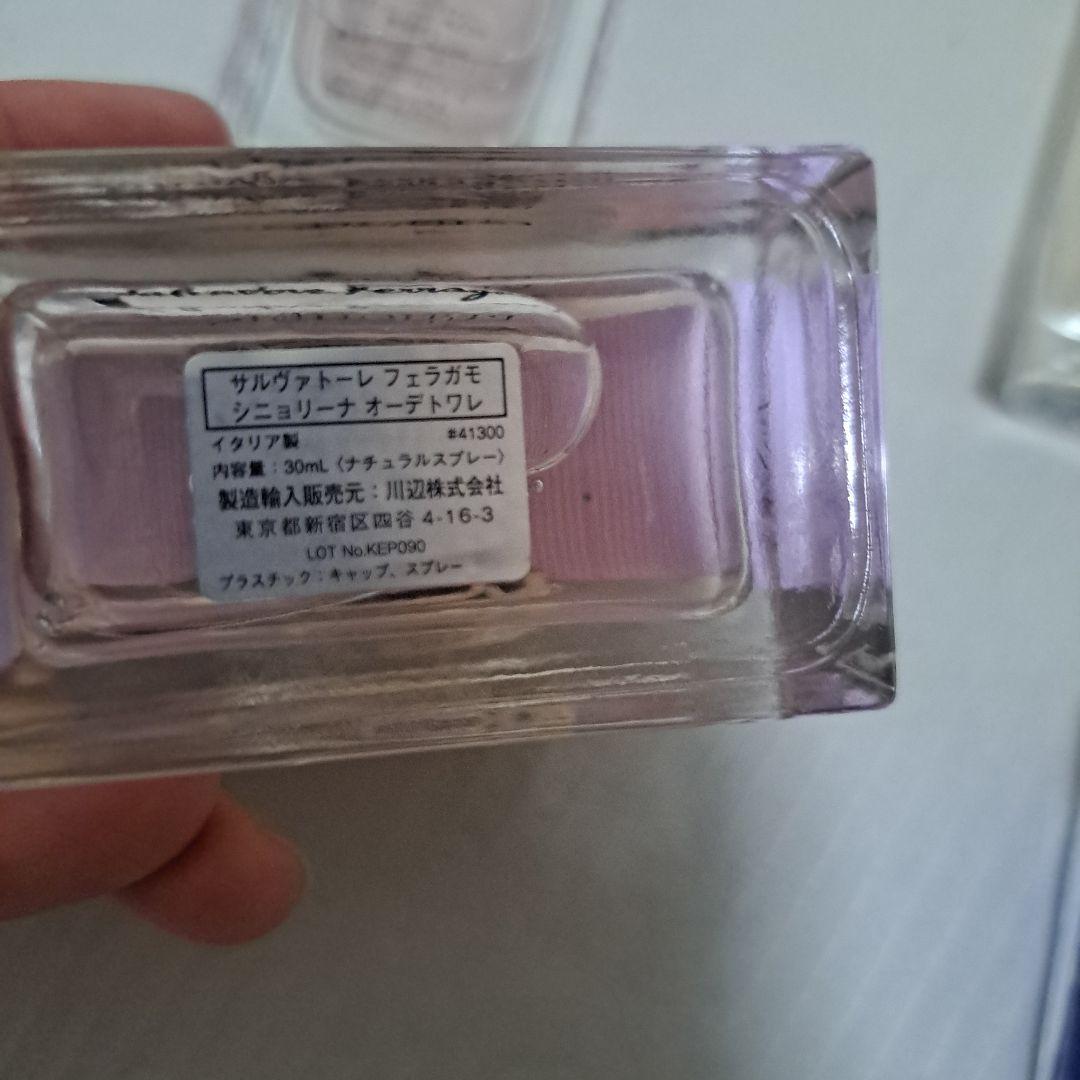 サルヴァトーレ フェラガモ
シニョリーナ オーデトワレ
イタリア製 #41300
内容量：30mL〈ナチュラルスプレー〉
製造輸入販売元：川辺株式会社
東京都新宿区四谷 4-16-3
LOT No.KEP090
プラスチック：キャップ、スプレー